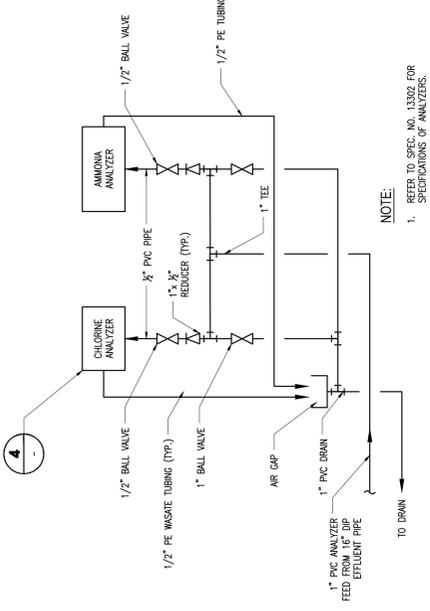 4
-
CHLORINE
ANALYZER
AMMONIA
ANALYZER
1/2" BALL VALVE
1/2" PE TUBING
1/2" BALL VALVE
½" PVC PIPE
1"x ½"
REDUCER (TYP.)
1/2" PE WASATE TUBING (TYP.)
1" BALL VALVE
1" TEE
AIR GAP
1" PVC DRAIN
1" PVC ANALYZER
FEED FROM 16" DIP
EFFLUENT PIPE
TO DRAIN
NOTE:
1. REFER TO SPEC. NO. 13302 FOR
SPECIFICATIONS OF ANALYZERS.